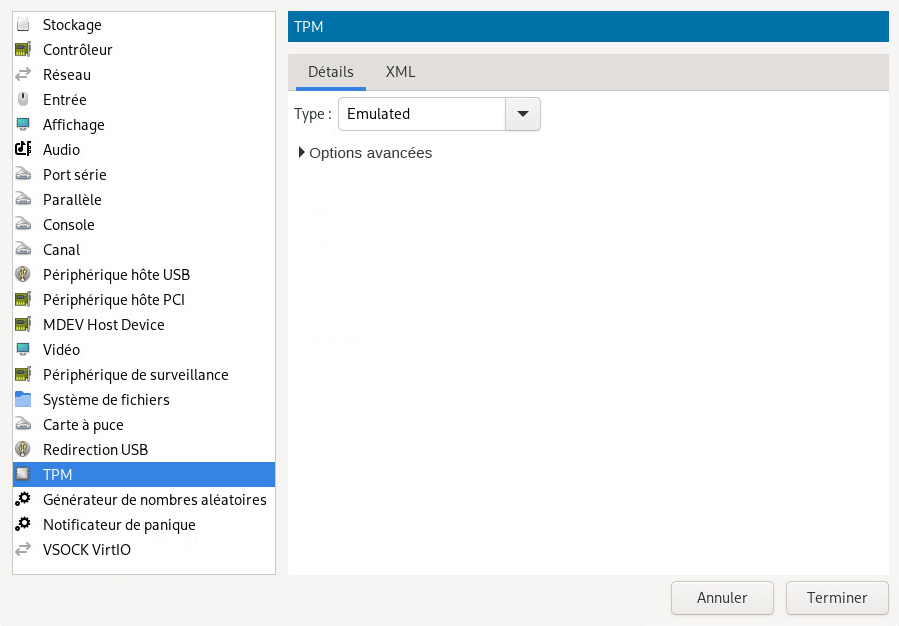 Stockage
Contrôleur
Réseau
Entrée
Affichage
Audio
Port série
Parallèle
Console
Canal
Périphérique hôte USB
Périphérique hôte PCI
MDEV Host Device
Vidéo
Périphérique de surveillance
Système de fichiers
Carte à puce
Redirection USB
TPM
Générateur de nombres aléatoires
Notificateur de panique
VSOCK VirtIO
TPM
Détails XML
Type : Emulated
Options avancées
Annuler Terminer